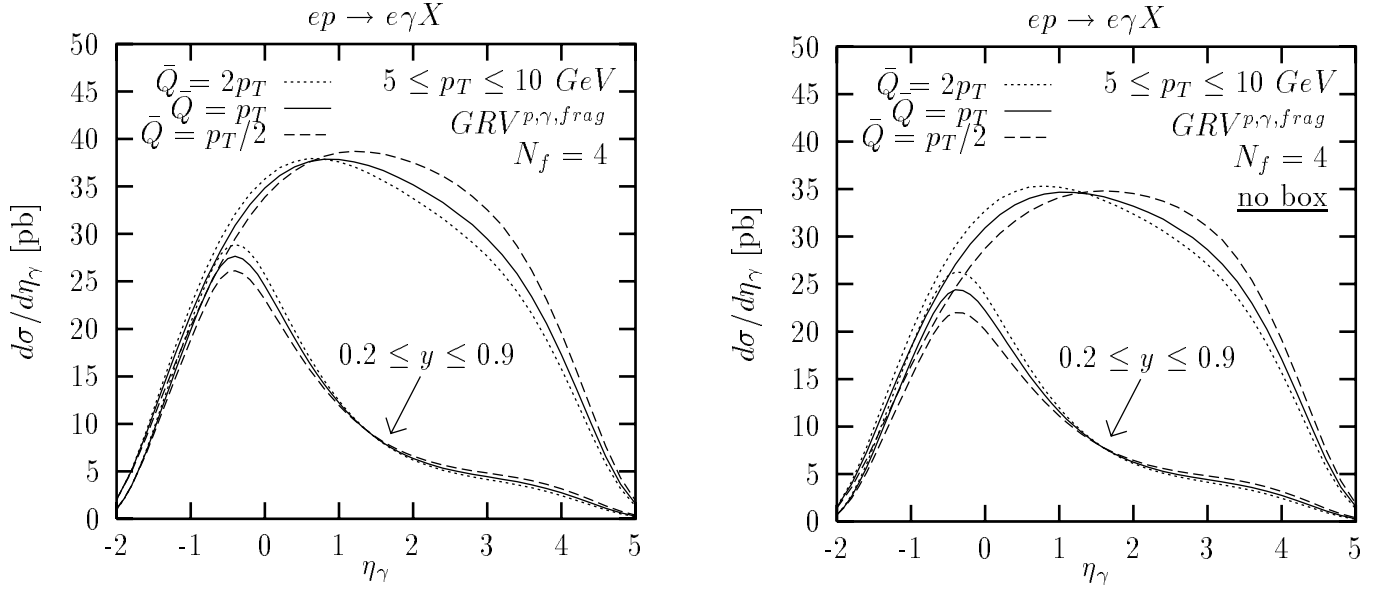 ep → eγX
50
45
40
35
30
25
20
15
10
5
0
dσ/dη_γ [pb]
Q̄ = 2p_T
Q̄ = p_T
Q̄ = p_T/2
5 ≤ p_T ≤ 10 GeV
GRV^{p,γ,frag}
N_f = 4
0.2 ≤ y ≤ 0.9
-2 -1 0 1 2 3 4 5
η_γ
ep → eγX
50
45
40
35
30
25
20
15
10
5
0
dσ/dη_γ [pb]
Q̄ = 2p_T
Q̄ = p_T
Q̄ = p_T/2
5 ≤ p_T ≤ 10 GeV
GRV^{p,γ,frag}
N_f = 4
no box
0.2 ≤ y ≤ 0.9
-2 -1 0 1 2 3 4 5
η_γ